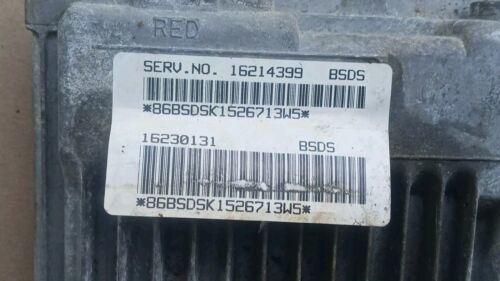 RED
SERV.NO. 16214399 BSDS
*86BSDSK1526713W5*
16230131 BSDS
*86BSDSK1526713W5*